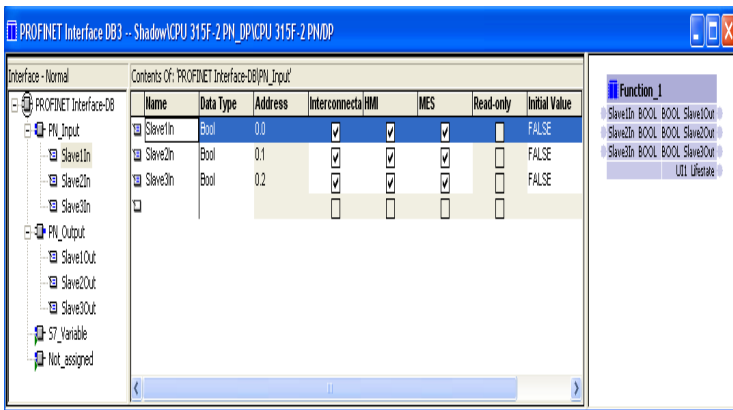 PROFINET Interface DB3 -- Shadow\CPU 315F-2 PN_DP\CPU 315F-2 PN/DP
Interface - Normal
PROFINET Interface-DB
PN_Input
Slave1In
Slave2In
Slave3In
PN_Output
Slave1Out
Slave2Out
Slave3Out
S7_Variable
Not_assigned
Contents Of: 'PROFINET Interface-DB\PN_Input'
Name Data Type Address Interconnecta HMI MES Read-only Initial Value
Slave1In Bool 0.0 FALSE
Slave2In Bool 0.1 FALSE
Slave3In Bool 0.2 FALSE
Function_1
Slave1In BOOL BOOL Slave1Out
Slave2In BOOL BOOL Slave2Out
Slave3In BOOL BOOL Slave3Out
UI1 Lifestate